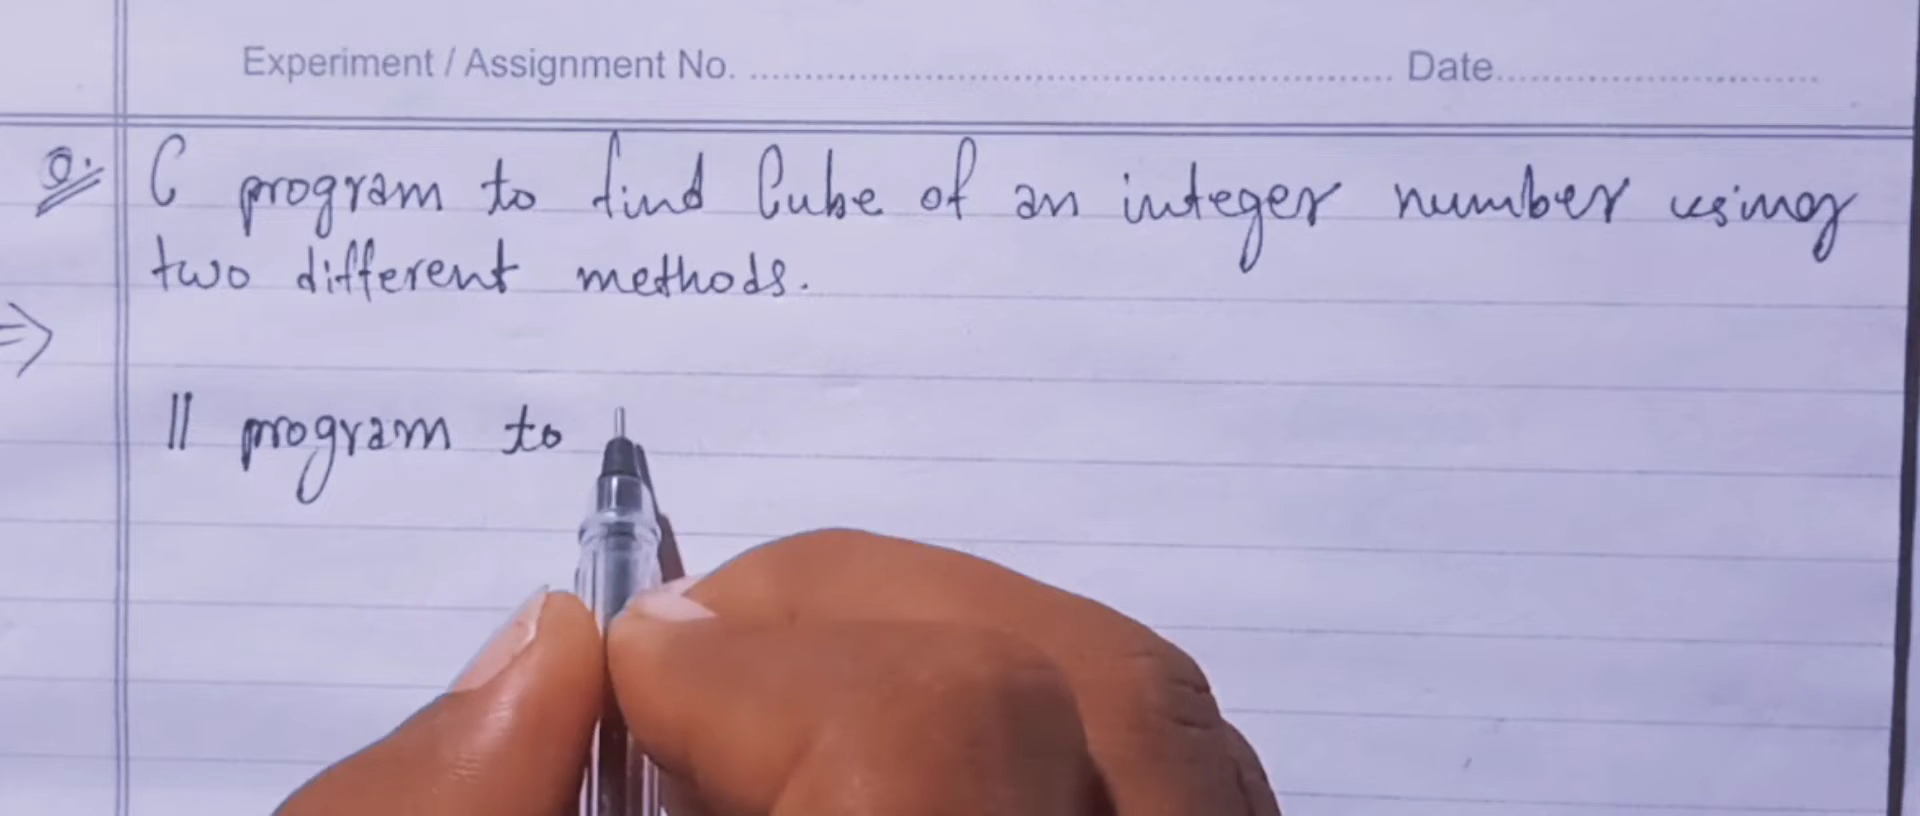 Experiment / Assignment No. ........................ Date........................
Q. C program to find Cube of an integer number using
two different methods.
⇒
// program to